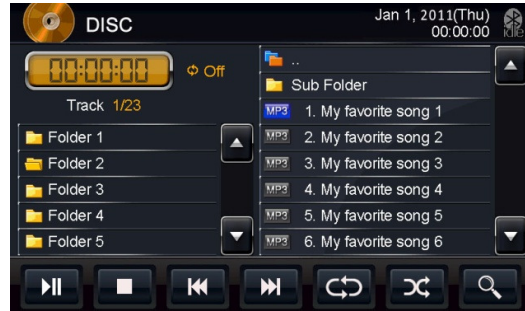 DISC
Jan 1, 2011(Thu)
00:00:00
Idle
00:00:00
Off
Track 1/23
Folder 1
Folder 2
Folder 3
Folder 4
Folder 5
..
Sub Folder
MP3 1. My favorite song 1
MP3 2. My favorite song 2
MP3 3. My favorite song 3
MP3 4. My favorite song 4
MP3 5. My favorite song 5
MP3 6. My favorite song 6